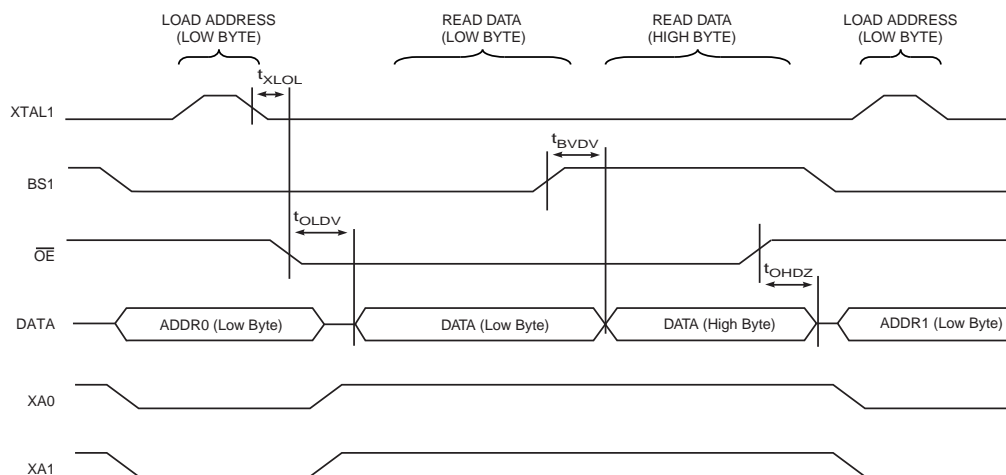 LOAD ADDRESS
(LOW BYTE)
READ DATA
(LOW BYTE)
READ DATA
(HIGH BYTE)
LOAD ADDRESS
(LOW BYTE)
tXLOL
XTAL1
tBVDV
BS1
tOLDV
OE
tOHDZ
DATA
ADDR0 (Low Byte)
DATA (Low Byte)
DATA (High Byte)
ADDR1 (Low Byte)
XA0
XA1